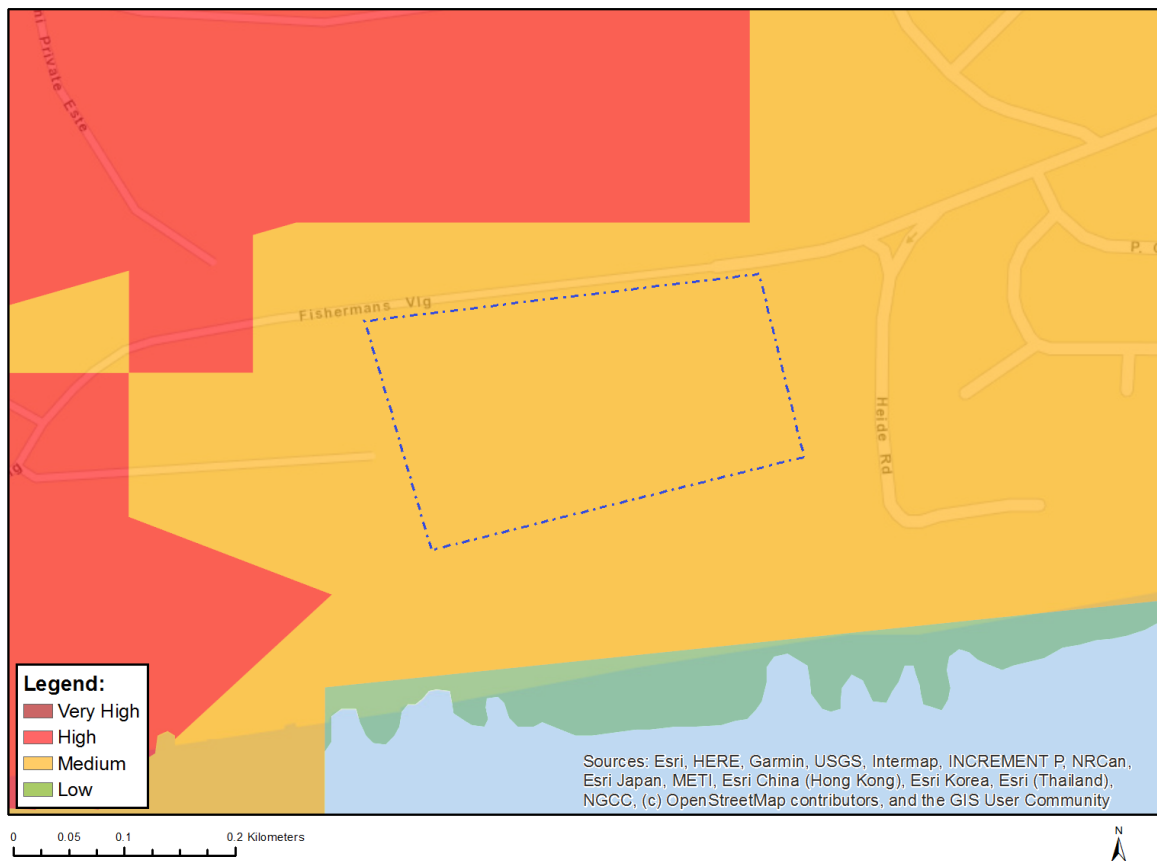 ni Private Este
Fishermans Vlg
Heide Rd
P.
g
Legend:
Very High
High
Medium
Low
Sources: Esri, HERE, Garmin, USGS, Intermap, INCREMENT P, NRCan,
Esri Japan, METI, Esri China (Hong Kong), Esri Korea, Esri (Thailand),
NGCC, (c) OpenStreetMap contributors, and the GIS User Community
0 0.05 0.1 0.2 Kilometers
N